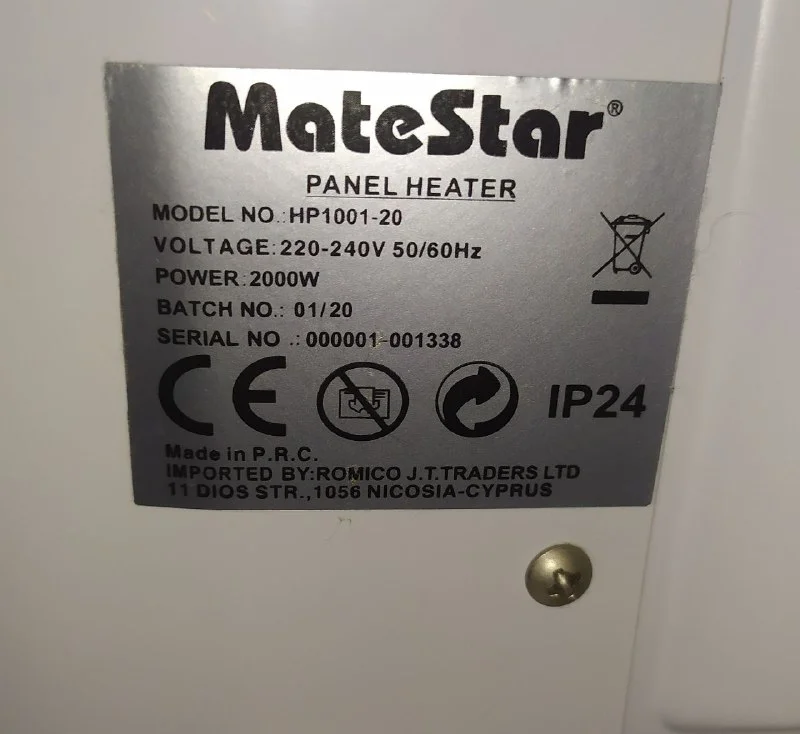 MateStar®
PANEL HEATER
MODEL NO.:HP1001-20
VOLTAGE:220-240V 50/60Hz
POWER:2000W
BATCH NO.: 01/20
SERIAL NO .: 000001-001338
CE
IP24
Made in P.R.C.
IMPORTED BY:ROMICO J.T.TRADERS LTD
11 DIOS STR.,1056 NICOSIA-CYPRUS